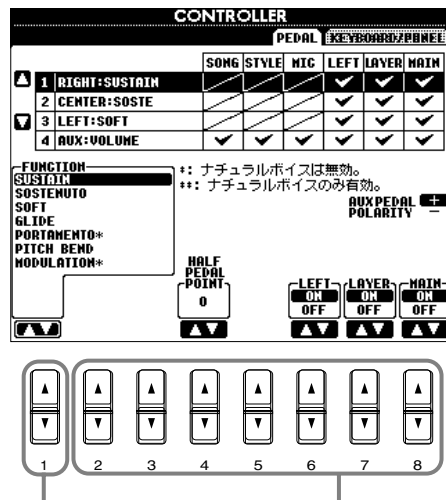 CONTROLLER
PEDAL KEYBOARD/PANEL
SONG STYLE MIC LEFT LAYER MAIN
1 RIGHT:SUSTAIN
2 CENTER:SOSTE
3 LEFT:SOFT
4 AUX:VOLUME
FUNCTION
SUSTAIN
SOSTENUTO
SOFT
GLIDE
PORTAMENTO*
PITCH BEND
MODULATION*
*: ナチュラルボイスは無効。
**: ナチュラルボイスのみ有効。
AUX PEDAL +
POLARITY −
HALF
PEDAL
POINT
0
LEFT LAYER MAIN
ON ON ON
OFF OFF OFF
1 2 3 4 5 6 7 8